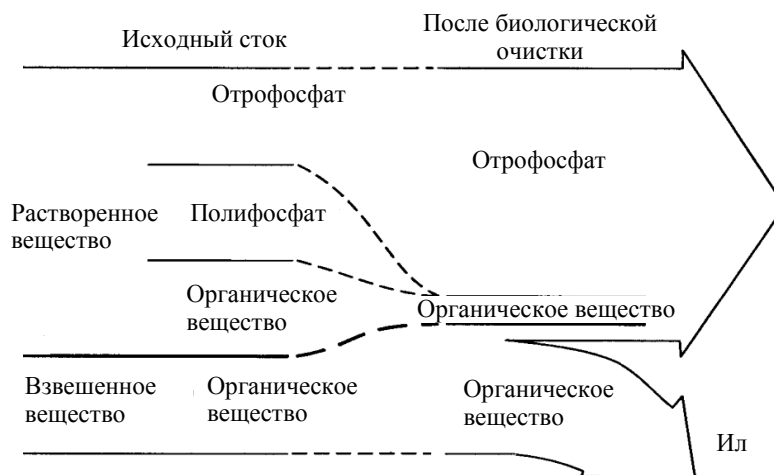 Исходный сток
После биологической
очистки
Отрофосфат
Отрофосфат
Растворенное
вещество
Полифосфат
Органическое
вещество
Органическое вещество
Взвешенное
вещество
Органическое
вещество
Органическое
вещество
Ил